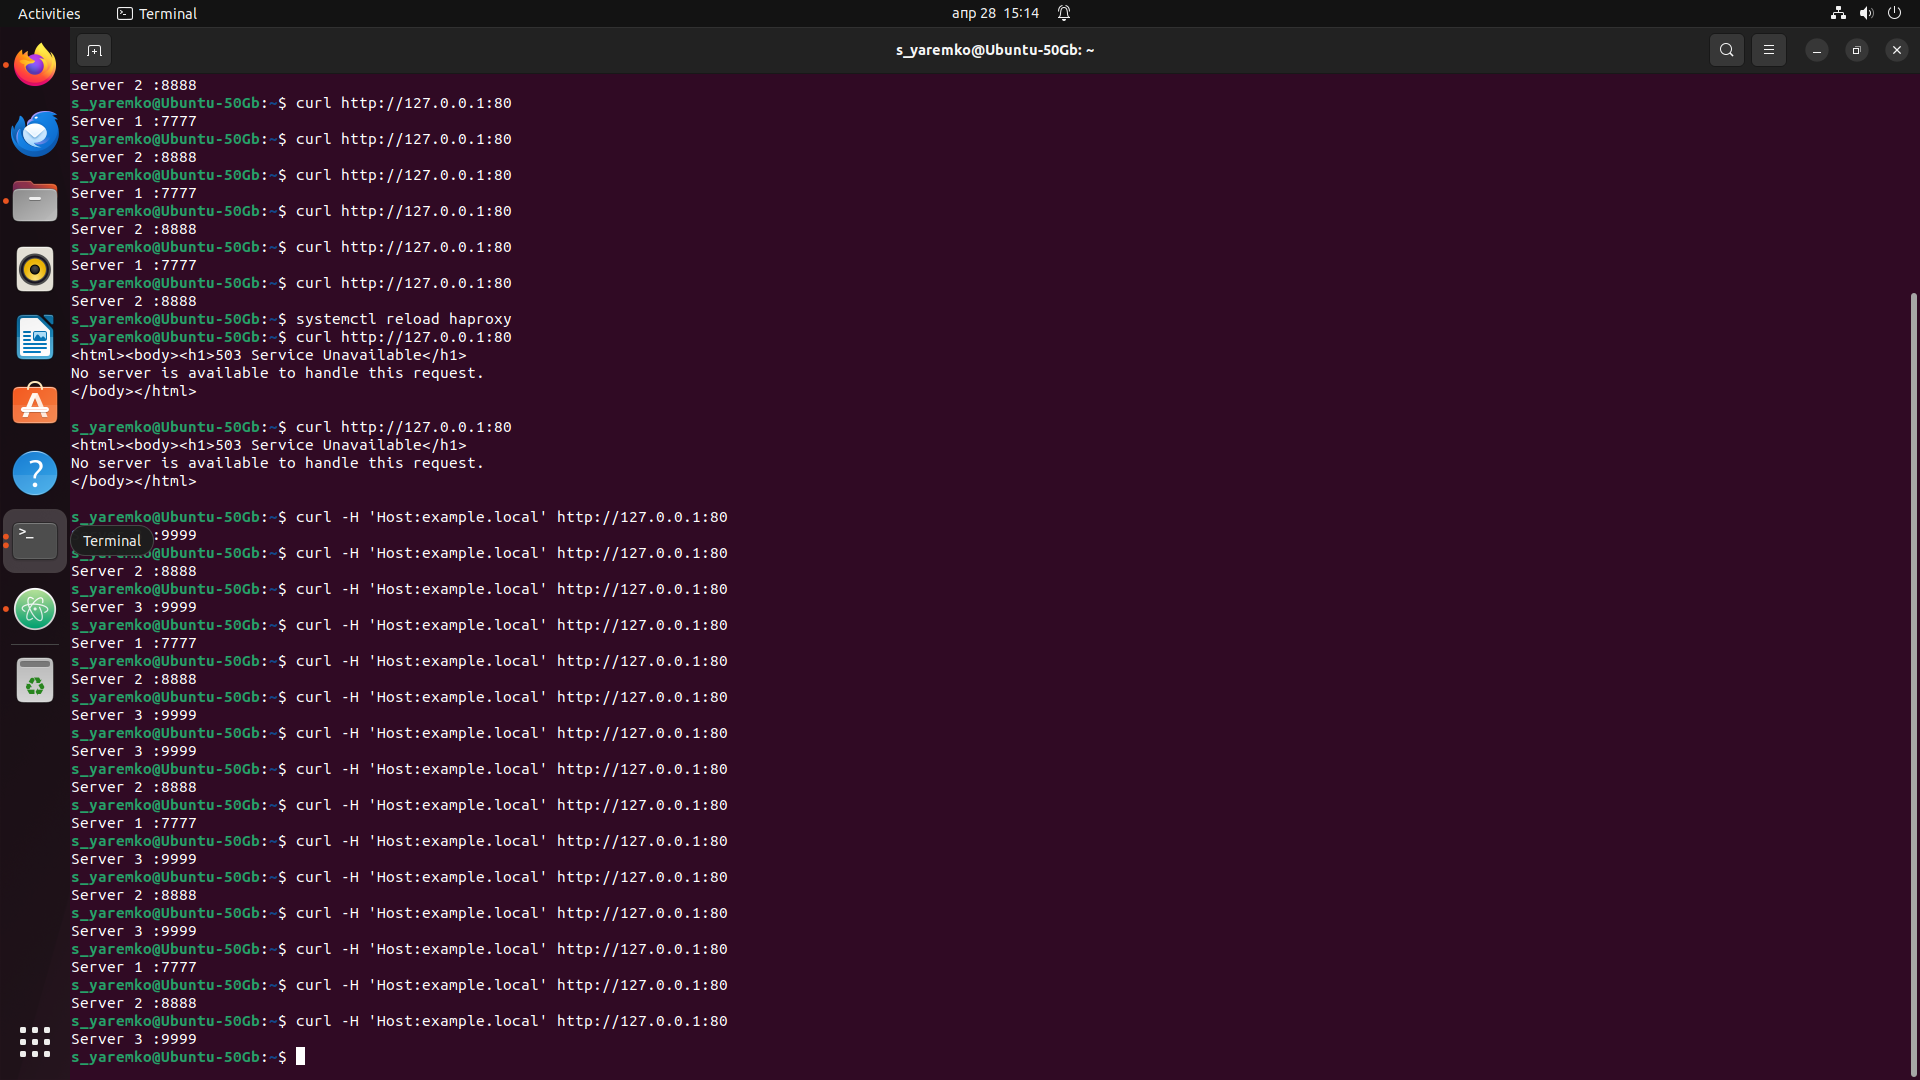 Activities
Terminal
апр 28 15:14
s_yaremko@Ubuntu-50Gb: ~
Server 2 :8888
s_yaremko@Ubuntu-50Gb:~$ curl http://127.0.0.1:80
Server 1 :7777
s_yaremko@Ubuntu-50Gb:~$ curl http://127.0.0.1:80
Server 2 :8888
s_yaremko@Ubuntu-50Gb:~$ curl http://127.0.0.1:80
Server 1 :7777
s_yaremko@Ubuntu-50Gb:~$ curl http://127.0.0.1:80
Server 2 :8888
s_yaremko@Ubuntu-50Gb:~$ curl http://127.0.0.1:80
Server 1 :7777
s_yaremko@Ubuntu-50Gb:~$ curl http://127.0.0.1:80
Server 2 :8888
s_yaremko@Ubuntu-50Gb:~$ systemctl reload haproxy
s_yaremko@Ubuntu-50Gb:~$ curl http://127.0.0.1:80
<html><body><h1>503 Service Unavailable</h1>
No server is available to handle this request.
</body></html>
s_yaremko@Ubuntu-50Gb:~$ curl http://127.0.0.1:80
<html><body><h1>503 Service Unavailable</h1>
No server is available to handle this request.
</body></html>
s_yaremko@Ubuntu-50Gb:~$ curl -H 'Host:example.local' http://127.0.0.1:80
:9999
Terminal
s_yaremko@Ubuntu-50Gb:~$ curl -H 'Host:example.local' http://127.0.0.1:80
Server 2 :8888
s_yaremko@Ubuntu-50Gb:~$ curl -H 'Host:example.local' http://127.0.0.1:80
Server 3 :9999
s_yaremko@Ubuntu-50Gb:~$ curl -H 'Host:example.local' http://127.0.0.1:80
Server 1 :7777
s_yaremko@Ubuntu-50Gb:~$ curl -H 'Host:example.local' http://127.0.0.1:80
Server 2 :8888
s_yaremko@Ubuntu-50Gb:~$ curl -H 'Host:example.local' http://127.0.0.1:80
Server 3 :9999
s_yaremko@Ubuntu-50Gb:~$ curl -H 'Host:example.local' http://127.0.0.1:80
Server 3 :9999
s_yaremko@Ubuntu-50Gb:~$ curl -H 'Host:example.local' http://127.0.0.1:80
Server 2 :8888
s_yaremko@Ubuntu-50Gb:~$ curl -H 'Host:example.local' http://127.0.0.1:80
Server 1 :7777
s_yaremko@Ubuntu-50Gb:~$ curl -H 'Host:example.local' http://127.0.0.1:80
Server 3 :9999
s_yaremko@Ubuntu-50Gb:~$ curl -H 'Host:example.local' http://127.0.0.1:80
Server 2 :8888
s_yaremko@Ubuntu-50Gb:~$ curl -H 'Host:example.local' http://127.0.0.1:80
Server 3 :9999
s_yaremko@Ubuntu-50Gb:~$ curl -H 'Host:example.local' http://127.0.0.1:80
Server 1 :7777
s_yaremko@Ubuntu-50Gb:~$ curl -H 'Host:example.local' http://127.0.0.1:80
Server 2 :8888
s_yaremko@Ubuntu-50Gb:~$ curl -H 'Host:example.local' http://127.0.0.1:80
Server 3 :9999
s_yaremko@Ubuntu-50Gb:~$